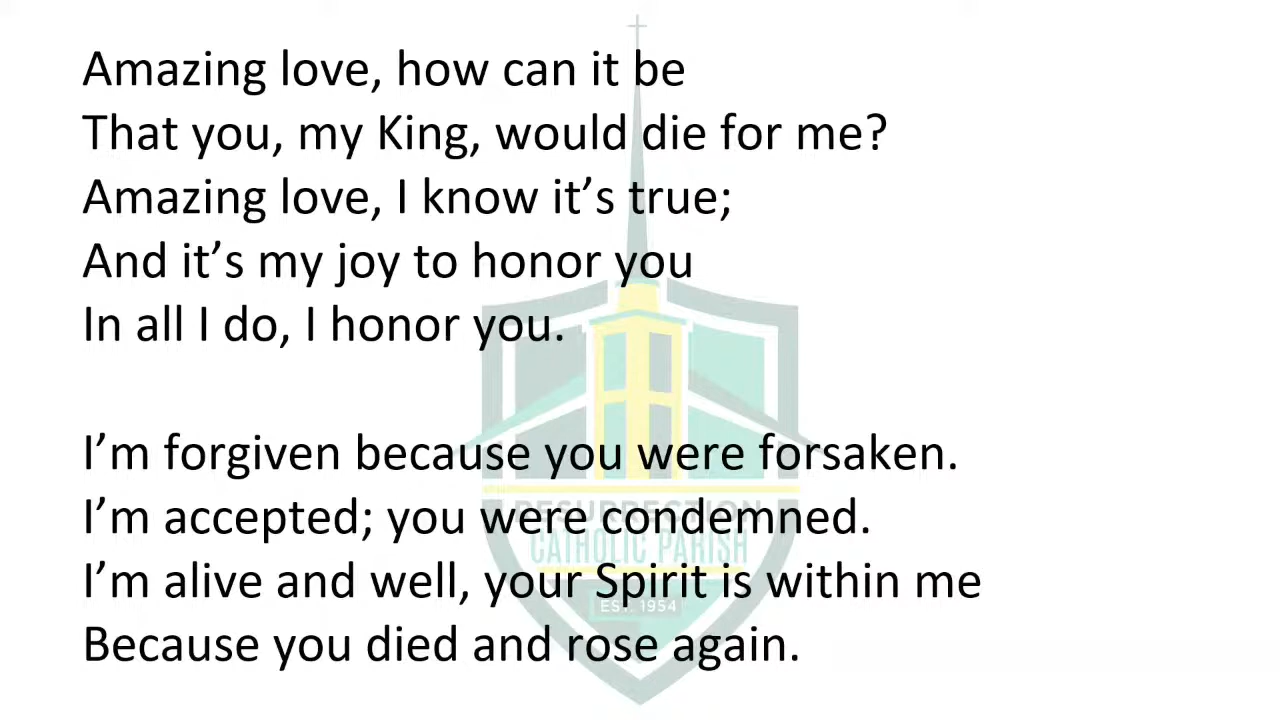 Amazing love, how can it be
That you, my King, would die for me?
Amazing love, I know it’s true;
And it’s my joy to honor you
In all I do, I honor you.
I’m forgiven because you were forsaken.
I’m accepted; you were condemned.
I’m alive and well, your Spirit is within me
Because you died and rose again.
RESURRECTION
CATHOLIC PARISH
EST. 1954